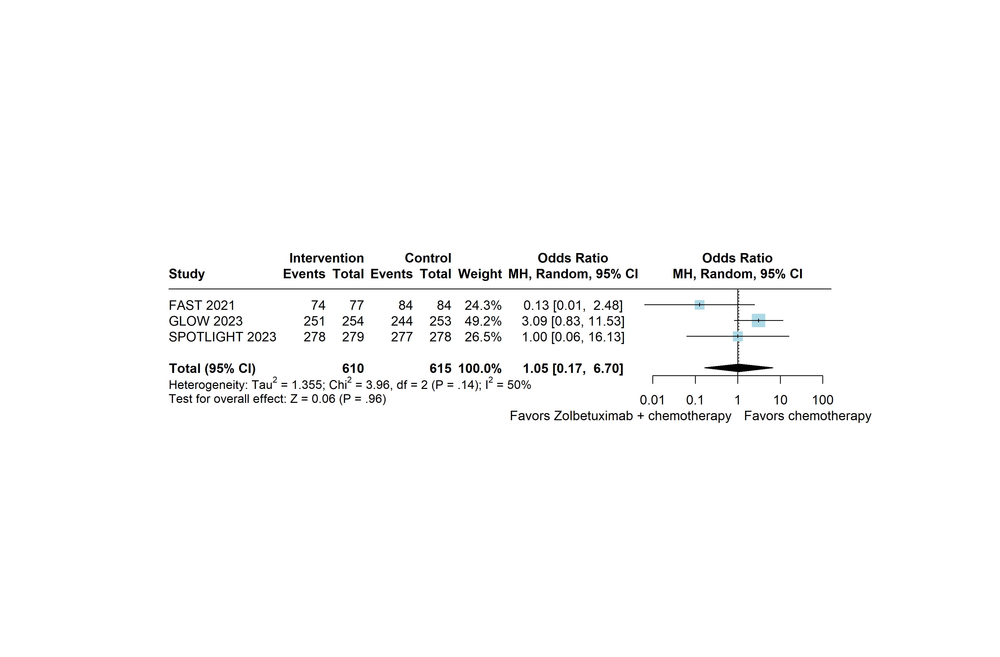 Intervention Control Odds Ratio Odds Ratio
Study Events Total Events Total Weight MH, Random, 95% CI MH, Random, 95% CI
FAST 2021 74 77 84 84 24.3% 0.13 [0.01, 2.48]
GLOW 2023 251 254 244 253 49.2% 3.09 [0.83, 11.53]
SPOTLIGHT 2023 278 279 277 278 26.5% 1.00 [0.06, 16.13]
Total (95% CI) 610 615 100.0% 1.05 [0.17, 6.70]
Heterogeneity: Tau² = 1.355; Chi² = 3.96, df = 2 (P = .14); I² = 50%
Test for overall effect: Z = 0.06 (P = .96)
0.01 0.1 1 10 100
Favors Zolbetuximab + chemotherapy Favors chemotherapy